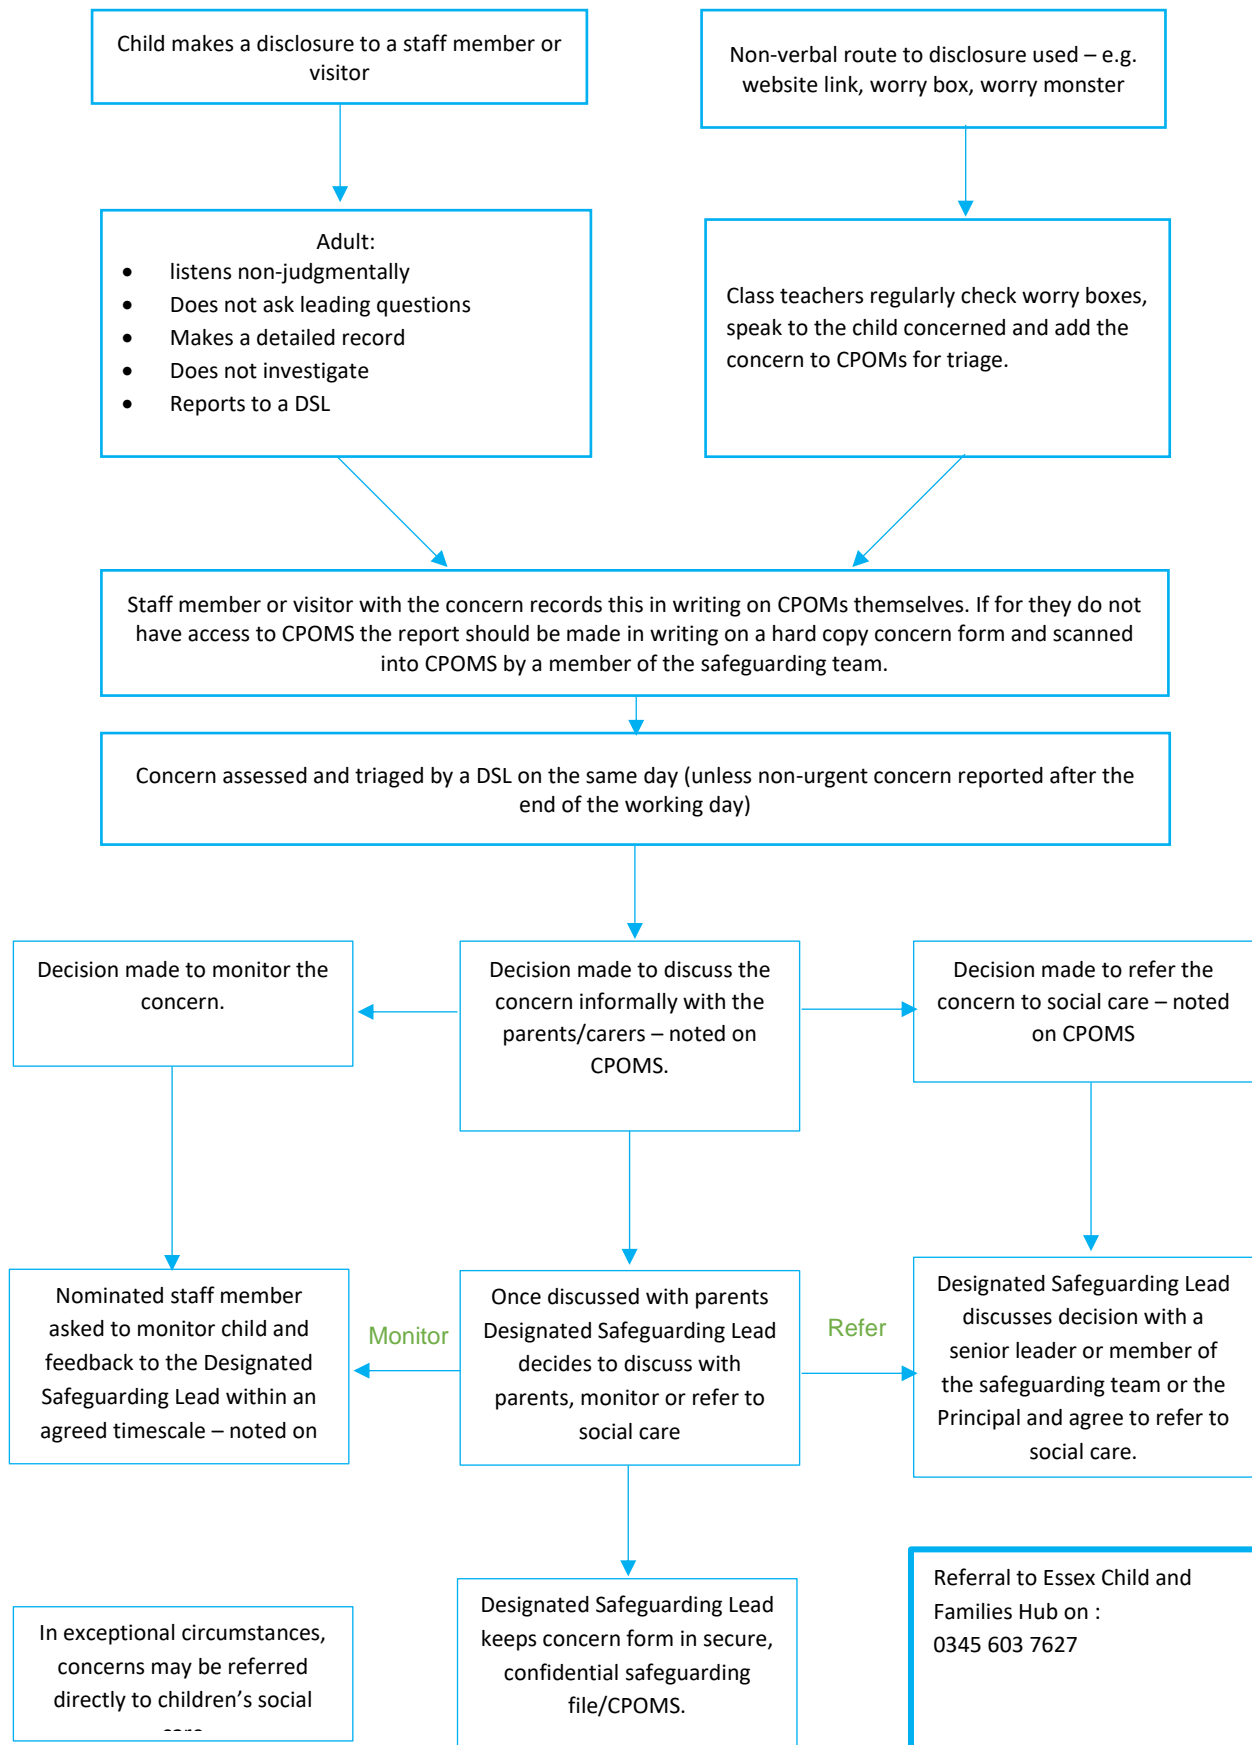 Child makes a disclosure to a staff member or
visitor
Non-verbal route to disclosure used – e.g.
website link, worry box, worry monster
Adult:
• listens non-judgmentally
• Does not ask leading questions
• Makes a detailed record
• Does not investigate
• Reports to a DSL
Class teachers regularly check worry boxes,
speak to the child concerned and add the
concern to CPOMs for triage.
Staff member or visitor with the concern records this in writing on CPOMs themselves. If for they do not
have access to CPOMS the report should be made in writing on a hard copy concern form and scanned
into CPOMS by a member of the safeguarding team.
Concern assessed and triaged by a DSL on the same day (unless non-urgent concern reported after the
end of the working day)
Decision made to monitor the
concern.
Decision made to discuss the
concern informally with the
parents/carers – noted on
CPOMS.
Decision made to refer the
concern to social care – noted
on CPOMS
Nominated staff member
asked to monitor child and
feedback to the Designated
Safeguarding Lead within an
agreed timescale – noted on
Monitor
Once discussed with parents
Designated Safeguarding Lead
decides to discuss with
parents, monitor or refer to
social care
Refer
Designated Safeguarding Lead
discusses decision with a
senior leader or member of
the safeguarding team or the
Principal and agree to refer to
social care.
In exceptional circumstances,
concerns may be referred
directly to children’s social
Designated Safeguarding Lead
keeps concern form in secure,
confidential safeguarding
file/CPOMS.
Referral to Essex Child and
Families Hub on :
0345 603 7627